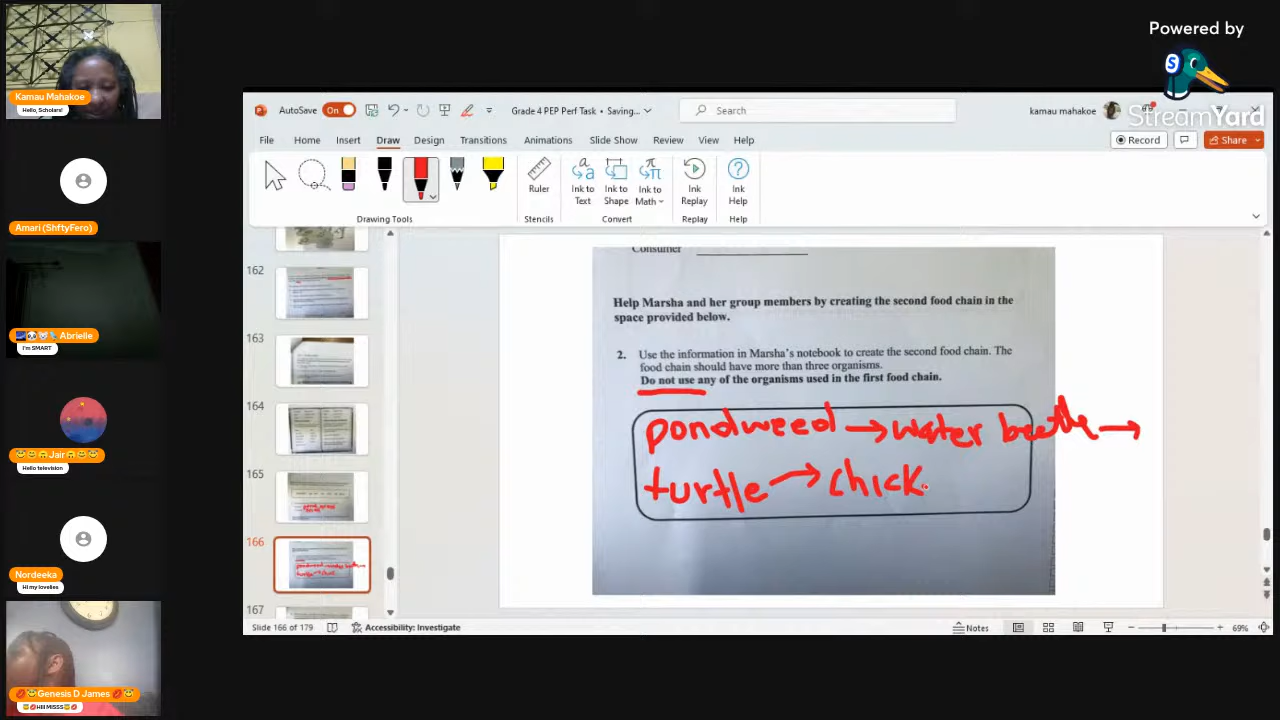 Powered by
StreamYard
Kamau Mahakoe
Hello, Scholars!
Amari (ShftyFero)
Abrielle
I'm SMART
Jair
Hello television
Nordeeka
Hi my lovelies
Genesis D James
HIII MISSS
AutoSave On Grade 4 PEP Perf Task • Saving... Search kamau mahakoe
File Home Insert Draw Design Transitions Animations Slide Show Review View Help Record Share
Ruler Ink to Text Ink to Shape Ink to Math Ink Replay Ink Help
Drawing Tools Stencils Convert Replay Help
162
163
164
165
166
167
Consumer
Help Marsha and her group members by creating the second food chain in the
space provided below.
2. Use the information in Marsha's notebook to create the second food chain. The
food chain should have more than three organisms.
Do not use any of the organisms used in the first food chain.
pondweed → water beetle →
turtle → chick
Slide 166 of 179 Accessibility: Investigate Notes 69%